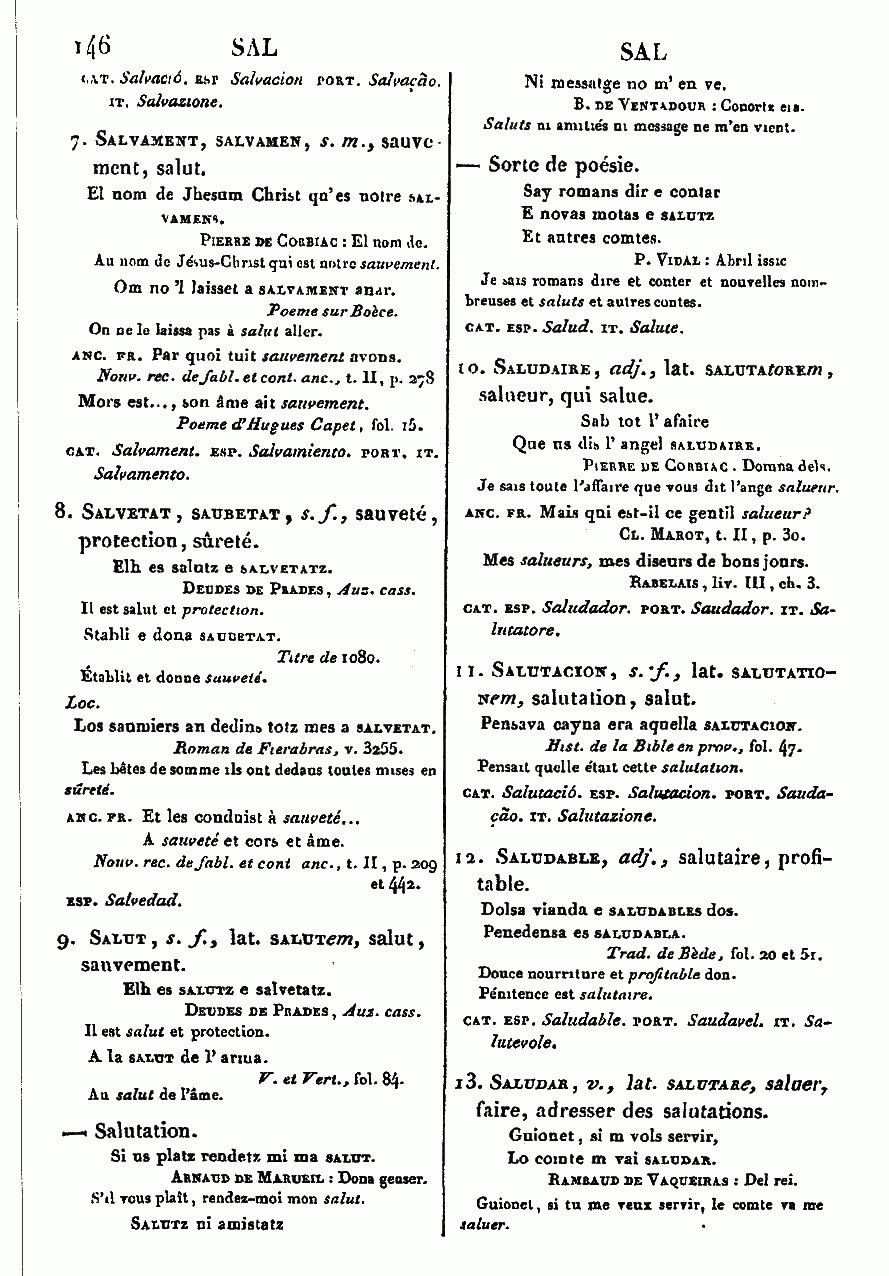 146 SAL
CAT. Salvació. ESP Salvacion PORT. Salvação.
IT. Salvazione.
7. SALVAMENT, SALVAMEN, s. m., sauve-
ment, salut.
El nom de Jhesum Christ qu'es notre SAL-
VAMENS.
PIERRE DE CORBIAC : El nom de.
Au nom de Jésus-Christ qui est notre sauvement.
Om no 'l laisset a SALVAMENT anar.
Poeme sur Boèce.
On ne le laissa pas à salut aller.
ANC. FR. Par quoi tuit sauvement avons.
Nouv. rec. de fabl. et cont. anc., t. II, p. 278
Mors est..., son âme ait sauvement.
Poeme d'Hugues Capet, fol. 15.
CAT. Salvament. ESP. Salvamiento. PORT. IT.
Salvamento.
8. SALVETAT, SAUBETAT, s. f., sauveté,
protection, sûreté.
Elh es salutz e SALVETATZ.
DEUDES DE PRADES, Auz. cass.
Il est salut et protection.
Stabli e dona SAUBETAT.
Titre de 1080.
Établit et donne sauveté.
Loc.
Los saumiers an dedins totz mes a SALVETAT.
Roman de Fierabras, v. 3255.
Les bêtes de somme ils ont dedans toutes mises en
sûreté.
ANC. FR. Et les conduist à sauveté...
A sauveté et cors et âme.
Nouv. rec. de fabl. et cont anc., t. II, p. 209
et 442.
ESP. Salvedad.
9. SALUT, s. f., lat. SALUTem, salut,
sauvement.
Elh es SALUTZ e salvetatz.
DEUDES DE PRADES, Auz. cass.
Il est salut et protection.
A la SALUT de l'arma.
V. et Vert., fol. 84.
Au salut de l'âme.
— Salutation.
Si us platz rendetz mi ma SALUT.
ARNAUD DE MARUEIL : Dona genser.
S'il vous plaît, rendez-moi mon salut.
SALUTZ ni amistatz
SAL
Ni messatge no m' en ve.
B. DE VENTADOUR : Conortz era.
Saluts ni amitiés ni message ne m'en vient.
— Sorte de poésie.
Say romans dir e contar
E novas motas e SALUTZ
Et autres comtes.
P. VIDAL : Abril issic
Je sais romans dire et conter et nouvelles nom-
breuses et saluts et autres contes.
CAT. ESP. Salud. IT. Salute.
10. SALUDAIRE, adj., lat. SALUTAtoREm,
salueur, qui salue.
Sab tot l'afaire
Que us dis l'angel SALUDAIRE.
PIERRE DE CORBIAC. Domna dels.
Je sais toute l'affaire que vous dit l'ange salueur.
ANC. FR. Mais qui est-il ce gentil salueur?
CL. MAROT, t. II, p. 30.
Mes salueurs, mes diseurs de bons jours.
RABELAIS, liv. III, ch. 3.
CAT. ESP. Saludador. PORT. Saudador. IT. Sa-
lutatore.
11. SALUTACION, s. f., lat. SALUTATIO-
Nem, salutation, salut.
Pensava cayna era aquella SALUTACION.
Hist. de la Bible en prov., fol. 47.
Pensait quelle était cette salutation.
CAT. Salutació. ESP. Salutacion. PORT. Sauda-
ção. IT. Salutazione.
12. SALUDABLE, adj., salutaire, profi-
table.
Dolsa vianda e SALUDABLES dos.
Penedensa es SALUDABLA.
Trad. de Bède, fol. 20 et 51.
Douce nourriture et profitable don.
Pénitence est salutaire.
CAT. ESP. Saludable. PORT. Saudavel. IT. Sa-
lutevole.
13. SALUDAR, v., lat. SALUTARe, saluer,
faire, adresser des salutations.
Guionet, si m vols servir,
Lo comte m vai SALUDAR.
RAMBAUD DE VAQUEIRAS : Del rei.
Guionet, si tu me veux servir, le comte va me
saluer.